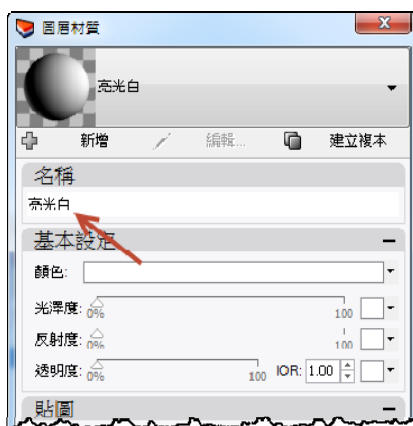 圖層材質
亮光白
新增 編輯... 建立複本
名稱
亮光白
基本設定
顏色:
光澤度: 0% 100
反射度: 0% 100
透明度: 0% 100 IOR: 1.00
貼圖